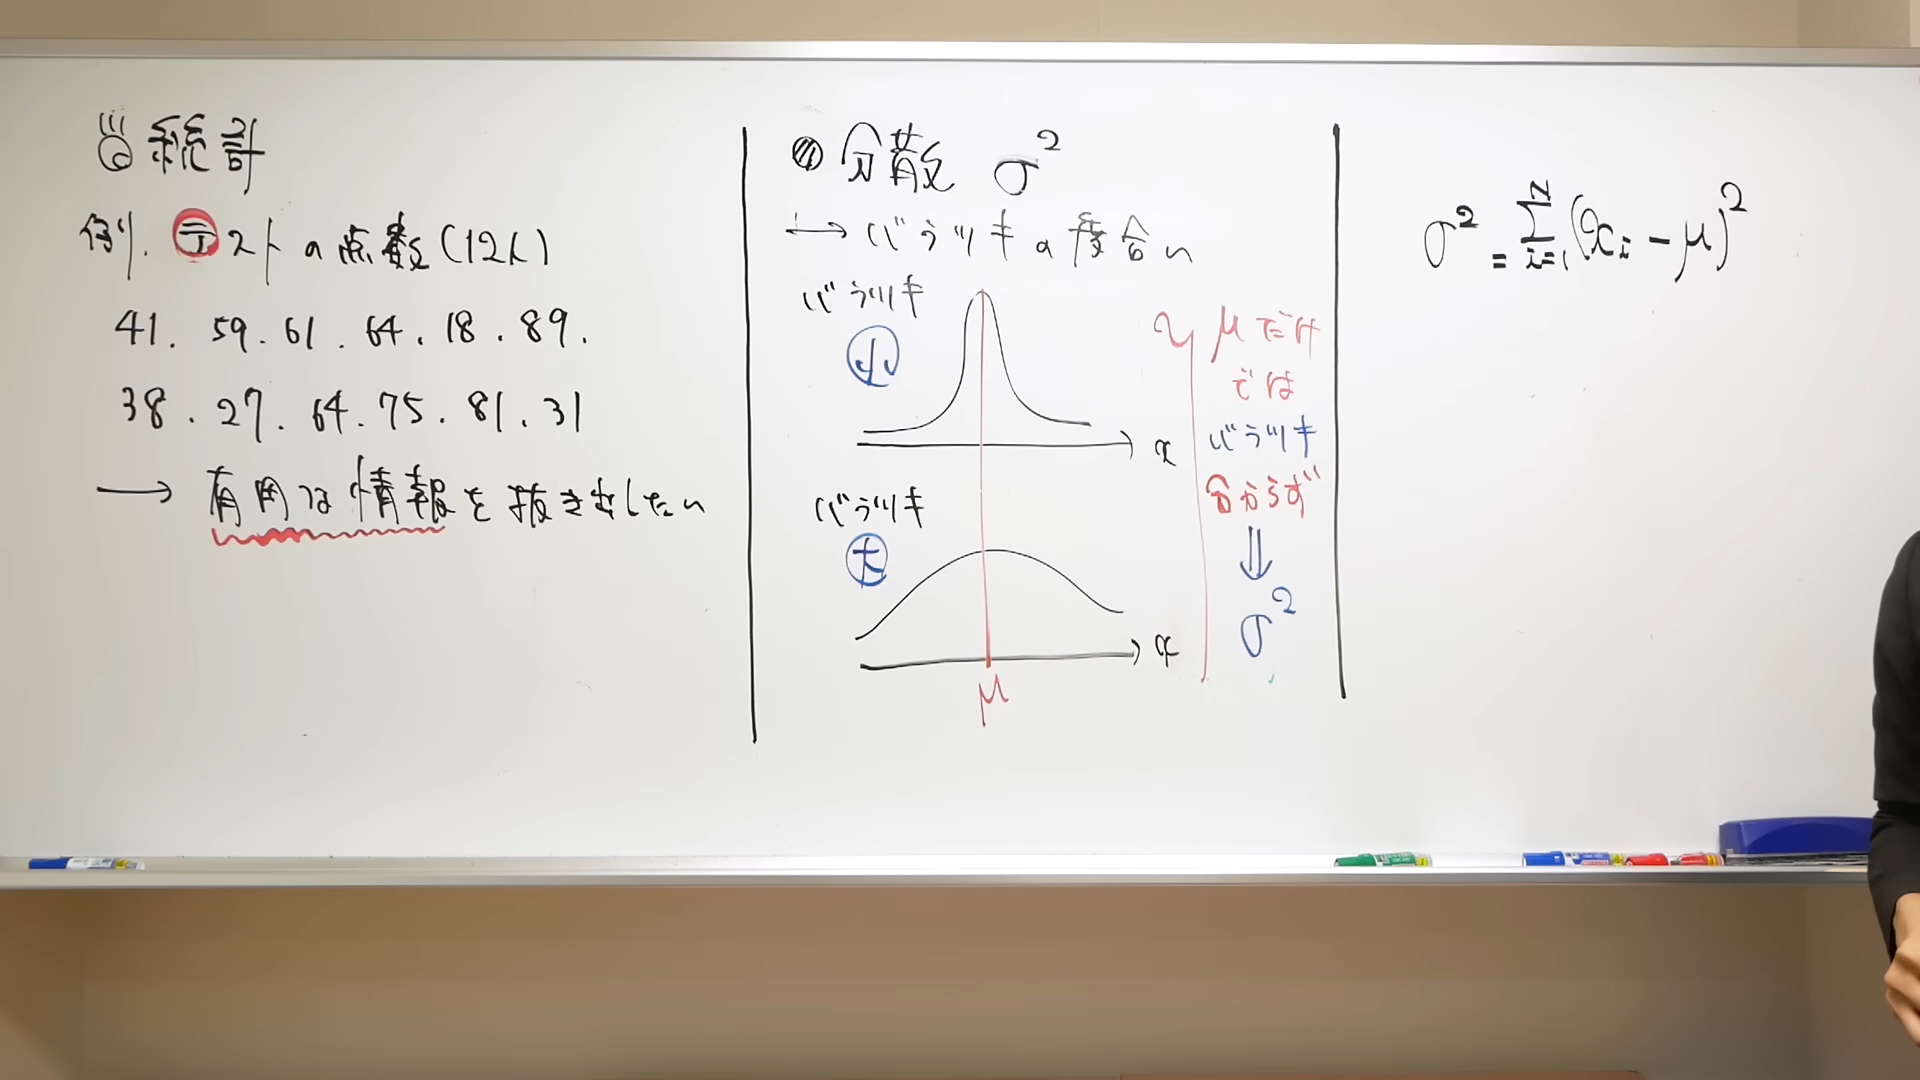 統計
例. テストの点数(12人)
41. 59. 61. 64. 18. 89.
38. 27. 64. 75. 81. 31
→ 有用な情報を抜き出したい
分散 σ²
↳ バラツキの度合い
バラツキ
小
x
バラツキ
大
x
μ
μだけ
では
バラツキ
分からず
⇓
σ²
σ² = Σ_{i=1}^{N} (x_i - μ)²